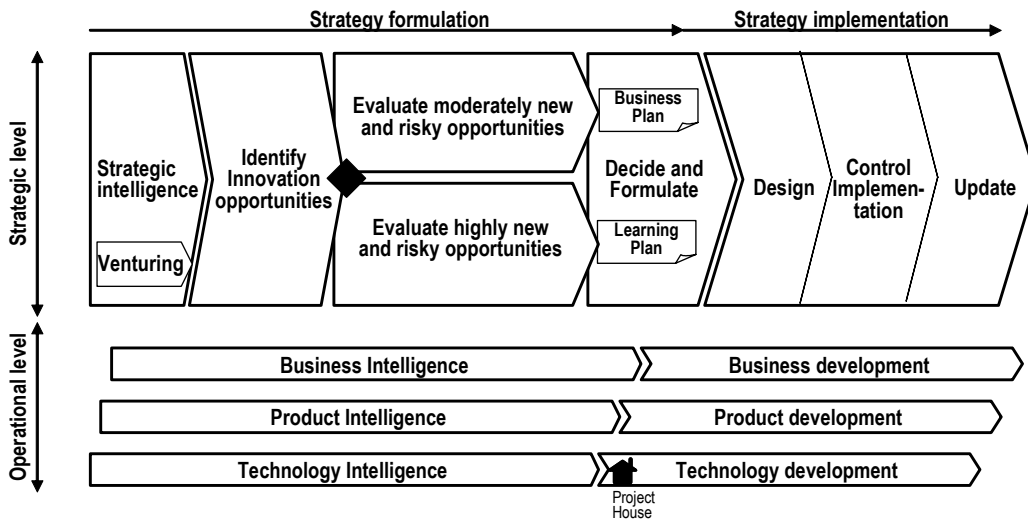 Strategy formulation
Strategy implementation
Strategic level
Strategic
intelligence
Venturing
Identify
Innovation
opportunities
Evaluate moderately new
and risky opportunities
Evaluate highly new
and risky opportunities
Business
Plan
Decide and
Formulate
Learning
Plan
Design
Control
Implemen-
tation
Update
Operational level
Business Intelligence
Business development
Product Intelligence
Product development
Technology Intelligence
Technology development
Project
House